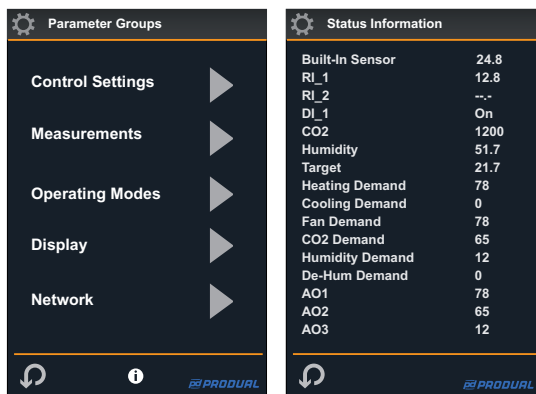 Parameter Groups
Control Settings
Measurements
Operating Modes
Display
Network
PRODUAL
Status Information
Built-In Sensor 24.8
RI_1 12.8
RI_2 --.-
DI_1 On
CO2 1200
Humidity 51.7
Target 21.7
Heating Demand 78
Cooling Demand 0
Fan Demand 78
CO2 Demand 65
Humidity Demand 12
De-Hum Demand 0
AO1 78
AO2 65
AO3 12
PRODUAL